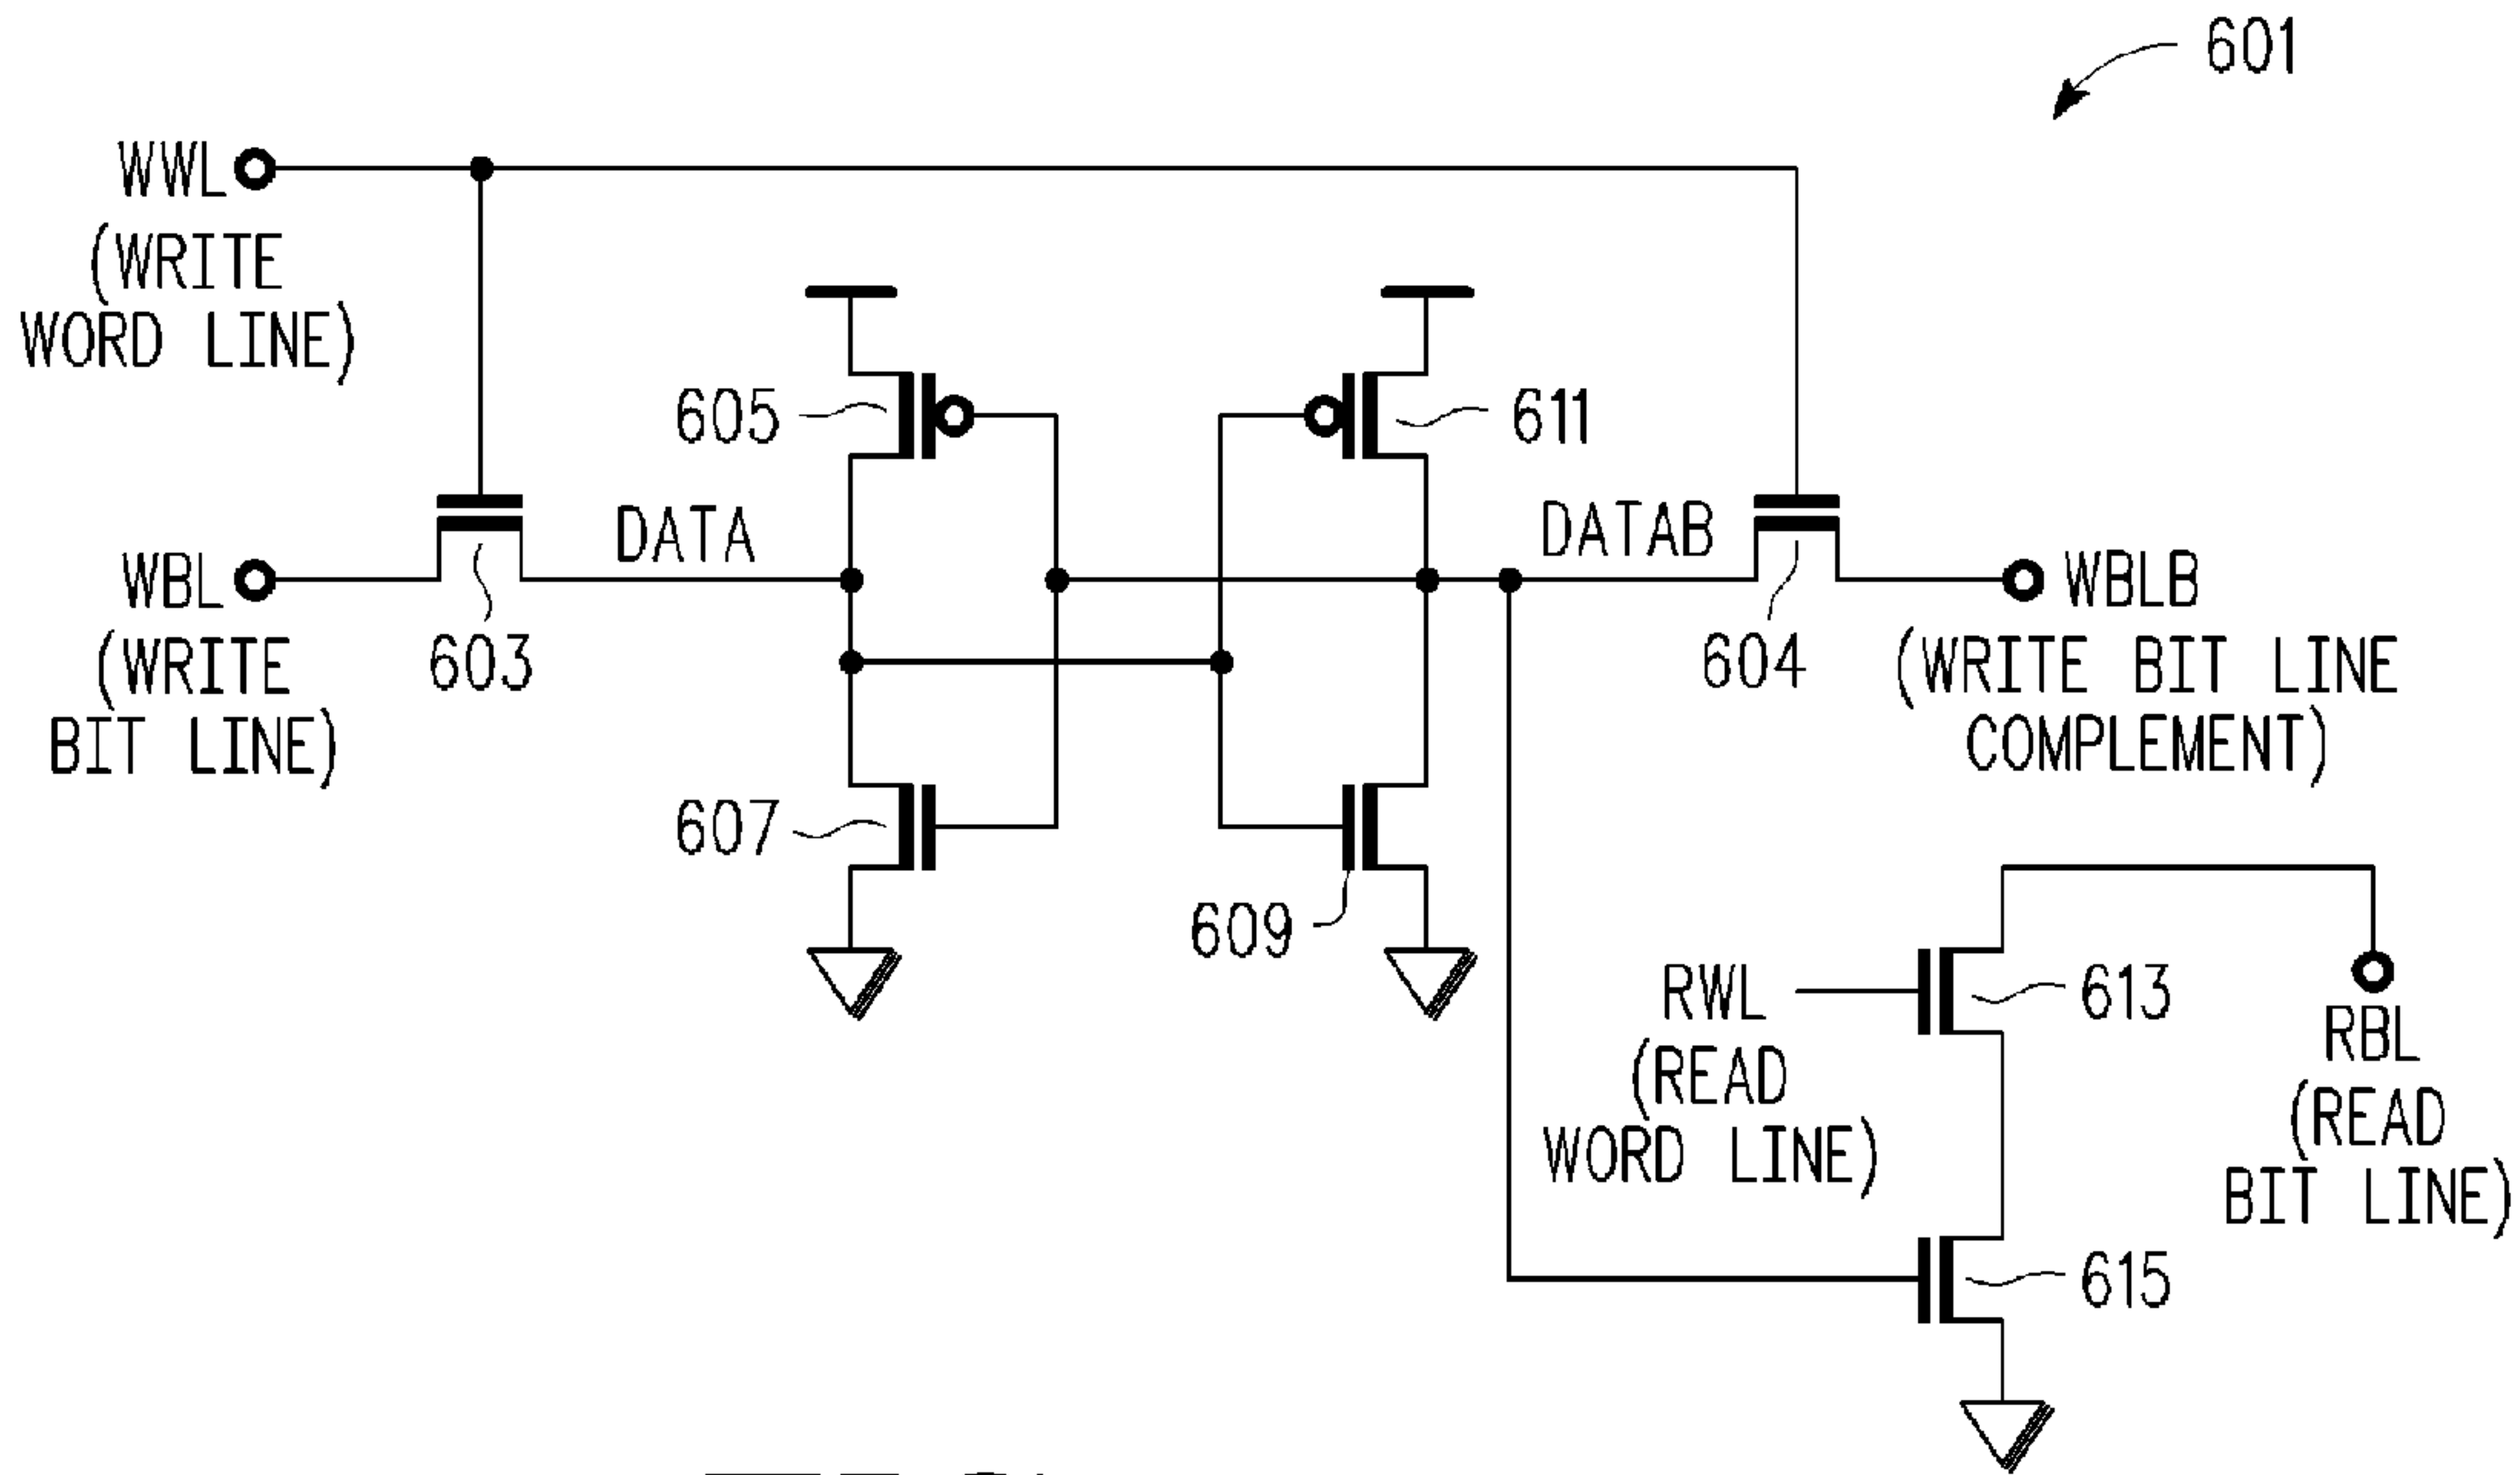 601
WWL
(WRITE
WORD LINE)
605
611
DATA
DATAB
WBL
(WRITE
BIT LINE)
603
604
WBLB
(WRITE BIT LINE
COMPLEMENT)
607
609
RWL
(READ
WORD LINE)
613
RBL
(READ
BIT LINE)
615